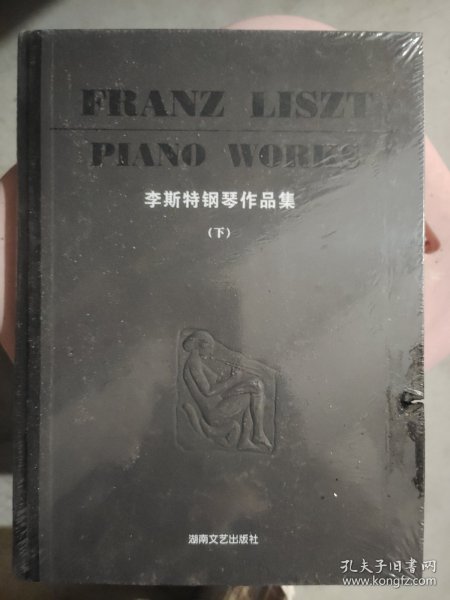 FRANZ LISZT
PIANO WORKS
李斯特钢琴作品集
(下)
湖南文艺出版社
孔夫子旧书网
www.kongfz.com